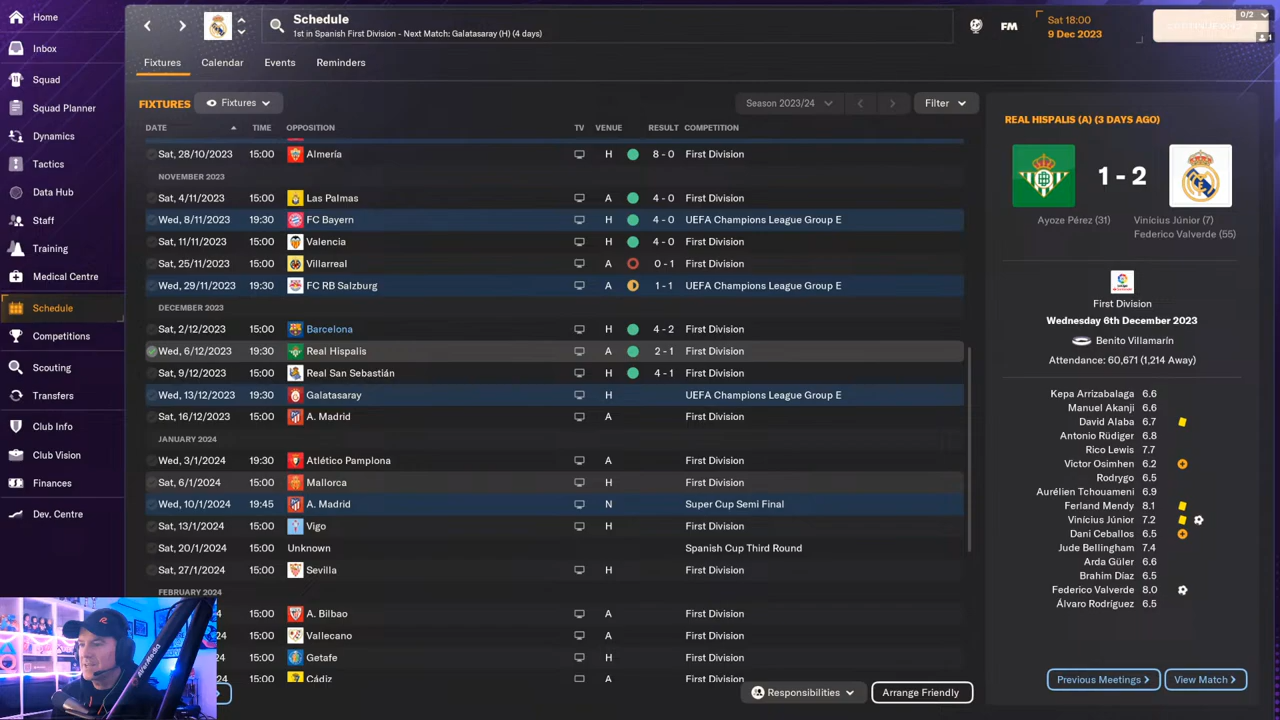 Home
Inbox
Squad
Squad Planner
Dynamics
Tactics
Data Hub
Staff
Training
Medical Centre
Schedule
Competitions
Scouting
Transfers
Club Info
Club Vision
Finances
Dev. Centre
Schedule
1st in Spanish First Division - Next Match: Galatasaray (H) (4 days)
FM
Sat 18:00
9 Dec 2023
0/2
1
Fixtures Calendar Events Reminders
FIXTURES Fixtures Season 2023/24 Filter
DATE TIME OPPOSITION TV VENUE RESULT COMPETITION
Sat, 28/10/2023 15:00 Almería H 8 - 0 First Division
NOVEMBER 2023
Sat, 4/11/2023 15:00 Las Palmas A 4 - 0 First Division
Wed, 8/11/2023 19:30 FC Bayern H 4 - 0 UEFA Champions League Group E
Sat, 11/11/2023 15:00 Valencia H 4 - 0 First Division
Sat, 25/11/2023 15:00 Villarreal A 0 - 1 First Division
Wed, 29/11/2023 19:30 FC RB Salzburg A 1 - 1 UEFA Champions League Group E
DECEMBER 2023
Sat, 2/12/2023 15:00 Barcelona H 4 - 2 First Division
Wed, 6/12/2023 19:30 Real Hispalis A 2 - 1 First Division
Sat, 9/12/2023 15:00 Real San Sebastián H 4 - 1 First Division
Wed, 13/12/2023 19:30 Galatasaray H UEFA Champions League Group E
Sat, 16/12/2023 15:00 A. Madrid A First Division
JANUARY 2024
Wed, 3/1/2024 19:30 Atlético Pamplona A First Division
Sat, 6/1/2024 15:00 Mallorca H First Division
Wed, 10/1/2024 19:45 A. Madrid N Super Cup Semi Final
Sat, 13/1/2024 15:00 Vigo H First Division
Sat, 20/1/2024 15:00 Unknown Spanish Cup Third Round
Sat, 27/1/2024 15:00 Sevilla H First Division
FEBRUARY 2024
15:00 A. Bilbao A First Division
15:00 Vallecano A First Division
24 15:00 Getafe H First Division
24 15:00 Cádiz A First Division
Responsibilities Arrange Friendly
REAL HISPALIS (A) (3 DAYS AGO)
1 - 2
Ayoze Pérez (31) Vinícius Júnior (7)
Federico Valverde (55)
First Division
Wednesday 6th December 2023
Benito Villamarín
Attendance: 60,671 (1,214 Away)
Kepa Arrizabalaga 6.6
Manuel Akanji 6.6
David Alaba 6.7
Antonio Rüdiger 6.8
Rico Lewis 7.7
Victor Osimhen 6.2
Rodrygo 6.5
Aurélien Tchouameni 6.9
Ferland Mendy 8.1
Vinícius Júnior 7.2
Dani Ceballos 6.5
Jude Bellingham 7.4
Arda Güler 6.6
Brahim Díaz 6.5
Federico Valverde 8.0
Álvaro Rodríguez 6.5
Previous Meetings View Match